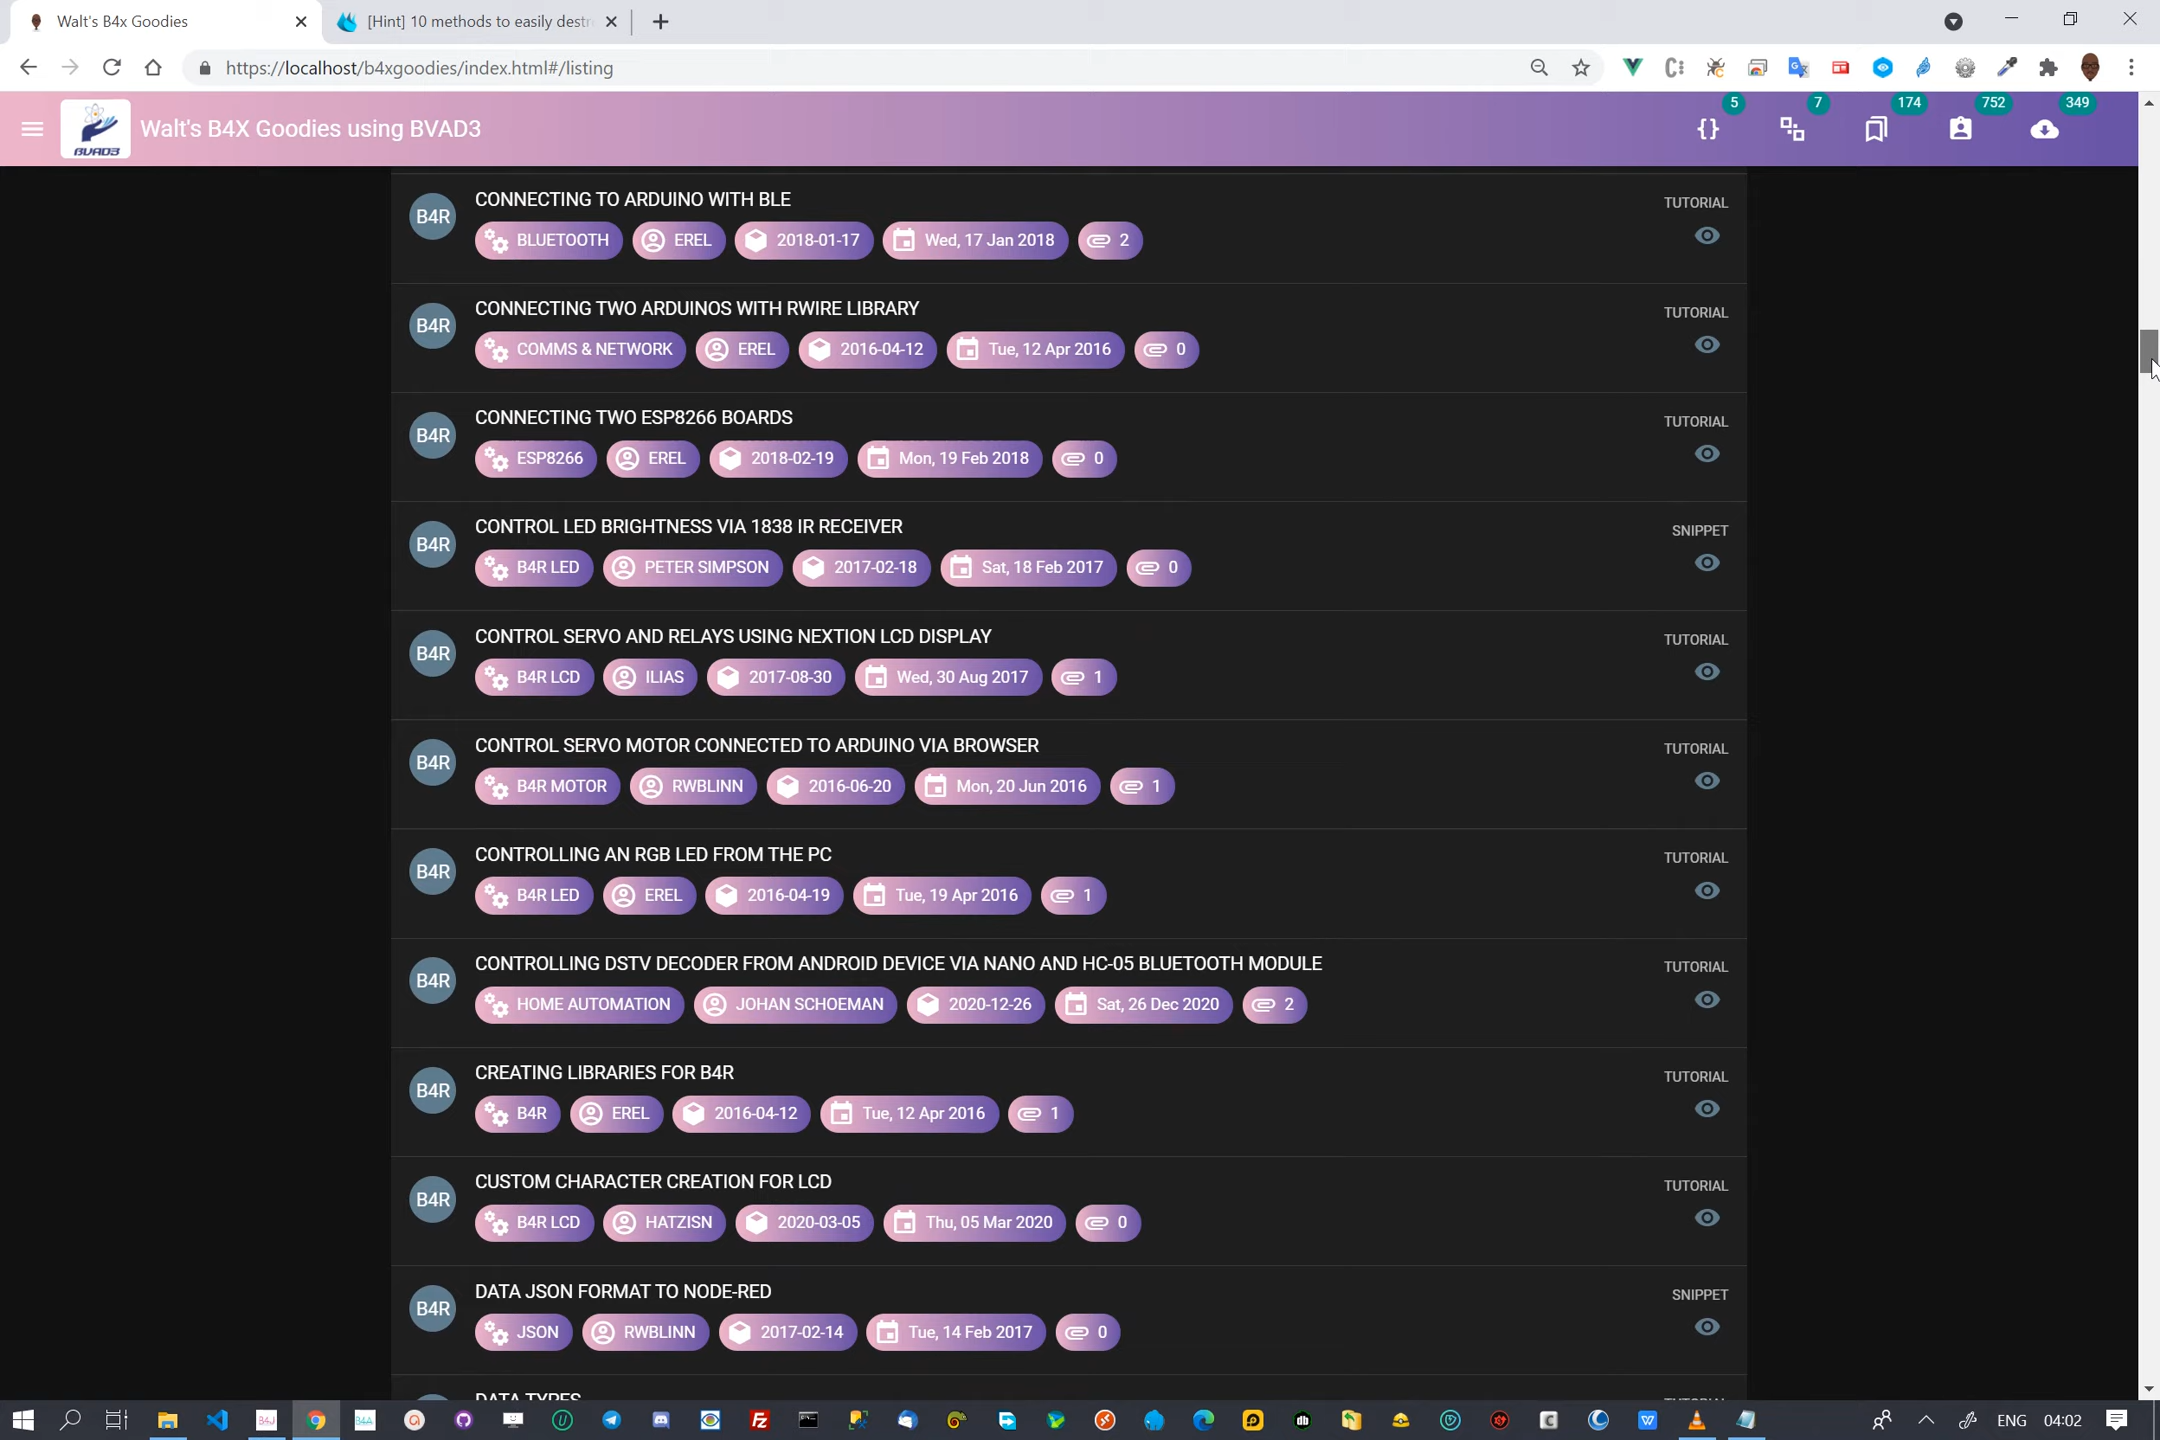 Walt's B4x Goodies
[Hint] 10 methods to easily destr
https://localhost/b4xgoodies/index.html#/listing
BVAD3
Walt's B4X Goodies using BVAD3
5 7 174 752 349
CONNECTING TO ARDUINO WITH BLE
TUTORIAL
B4R
BLUETOOTH EREL 2018-01-17 Wed, 17 Jan 2018 2
CONNECTING TWO ARDUINOS WITH RWIRE LIBRARY
TUTORIAL
B4R
COMMS & NETWORK EREL 2016-04-12 Tue, 12 Apr 2016 0
CONNECTING TWO ESP8266 BOARDS
TUTORIAL
B4R
ESP8266 EREL 2018-02-19 Mon, 19 Feb 2018 0
CONTROL LED BRIGHTNESS VIA 1838 IR RECEIVER
SNIPPET
B4R
B4R LED PETER SIMPSON 2017-02-18 Sat, 18 Feb 2017 0
CONTROL SERVO AND RELAYS USING NEXTION LCD DISPLAY
TUTORIAL
B4R
B4R LCD ILIAS 2017-08-30 Wed, 30 Aug 2017 1
CONTROL SERVO MOTOR CONNECTED TO ARDUINO VIA BROWSER
TUTORIAL
B4R
B4R MOTOR RWBLINN 2016-06-20 Mon, 20 Jun 2016 1
CONTROLLING AN RGB LED FROM THE PC
TUTORIAL
B4R
B4R LED EREL 2016-04-19 Tue, 19 Apr 2016 1
CONTROLLING DSTV DECODER FROM ANDROID DEVICE VIA NANO AND HC-05 BLUETOOTH MODULE
TUTORIAL
B4R
HOME AUTOMATION JOHAN SCHOEMAN 2020-12-26 Sat, 26 Dec 2020 2
CREATING LIBRARIES FOR B4R
TUTORIAL
B4R
B4R EREL 2016-04-12 Tue, 12 Apr 2016 1
CUSTOM CHARACTER CREATION FOR LCD
TUTORIAL
B4R
B4R LCD HATZISN 2020-03-05 Thu, 05 Mar 2020 0
DATA JSON FORMAT TO NODE-RED
SNIPPET
B4R
JSON RWBLINN 2017-02-14 Tue, 14 Feb 2017 0
DATA TYPES
B4J B4A
ENG 04:02